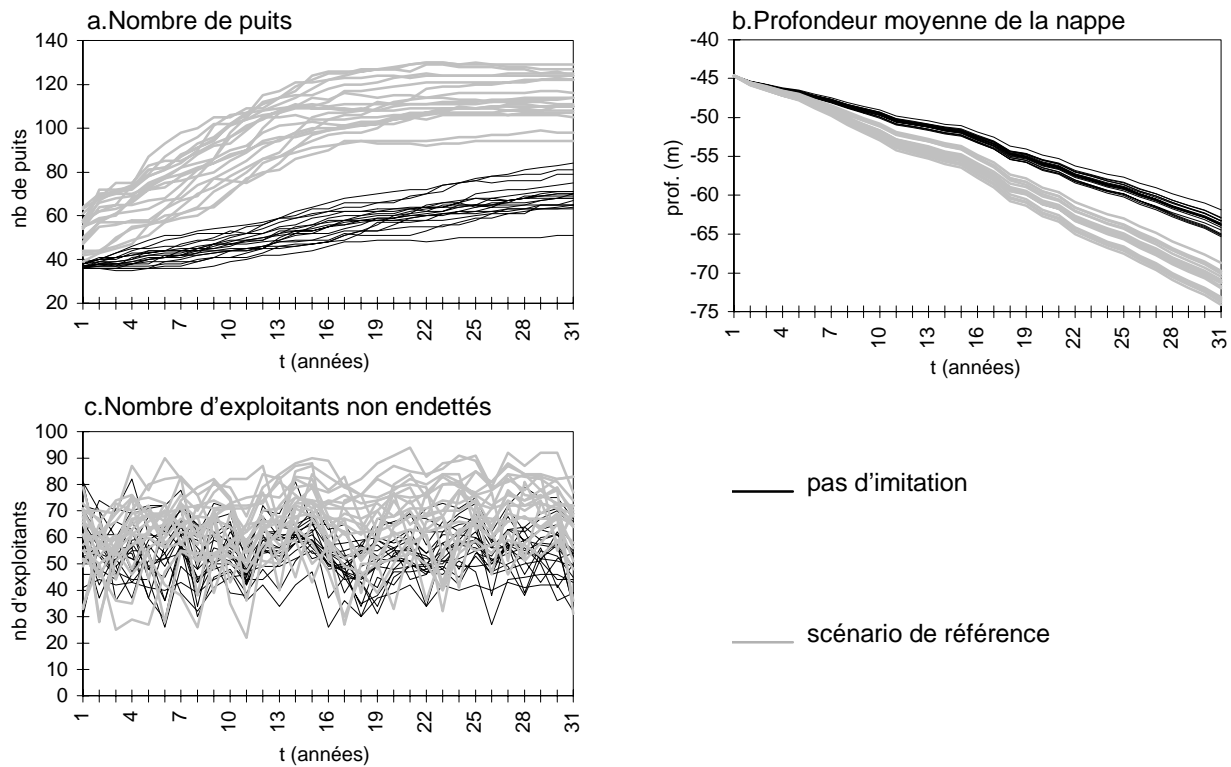 a.Nombre de puits
140
120
100
80
60
40
20
nb de puits
1 4 7 10 13 16 19 22 25 28 31
t (années)
b.Profondeur moyenne de la nappe
-40
-45
-50
-55
-60
-65
-70
-75
prof. (m)
1 4 7 10 13 16 19 22 25 28 31
t (années)
c.Nombre d'exploitants non endettés
100
90
80
70
60
50
40
30
20
10
0
nb d'exploitants
1 4 7 10 13 16 19 22 25 28 31
t (années)
pas d'imitation
scénario de référence